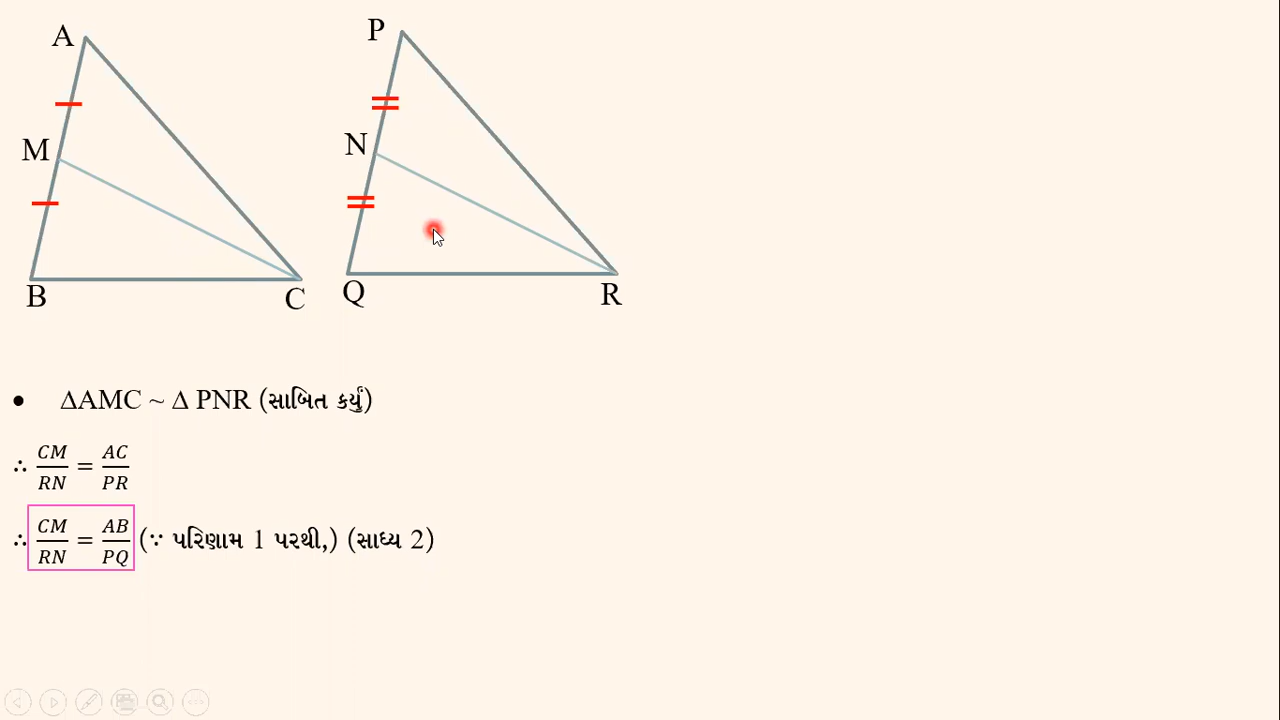 A
P
M
N
B
C
Q
R
• ΔAMC ~ Δ PNR (સાબિત કર્યું)
∴ CM/RN = AC/PR
∴ CM/RN = AB/PQ (∵ પરિણામ 1 પરથી,) (સાધ્ય 2)